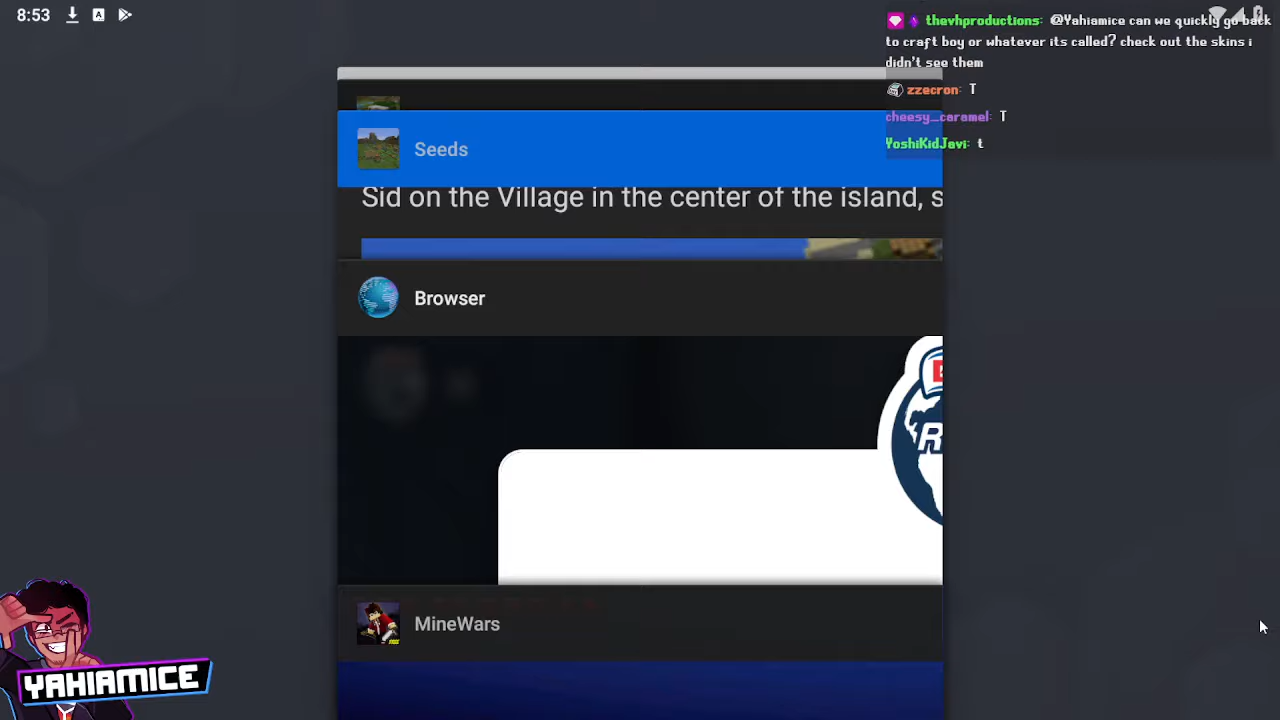 8:53
thevhproductions: @Yahiamice can we quickly go back
to craft boy or whatever its called? check out the skins i
didn't see them
zzecron: T
cheesy_caramel: T
YoshiKidJavi: t
Seeds
Sid on the Village in the center of the island, s
Browser
R
MineWars
YAHIAMICE